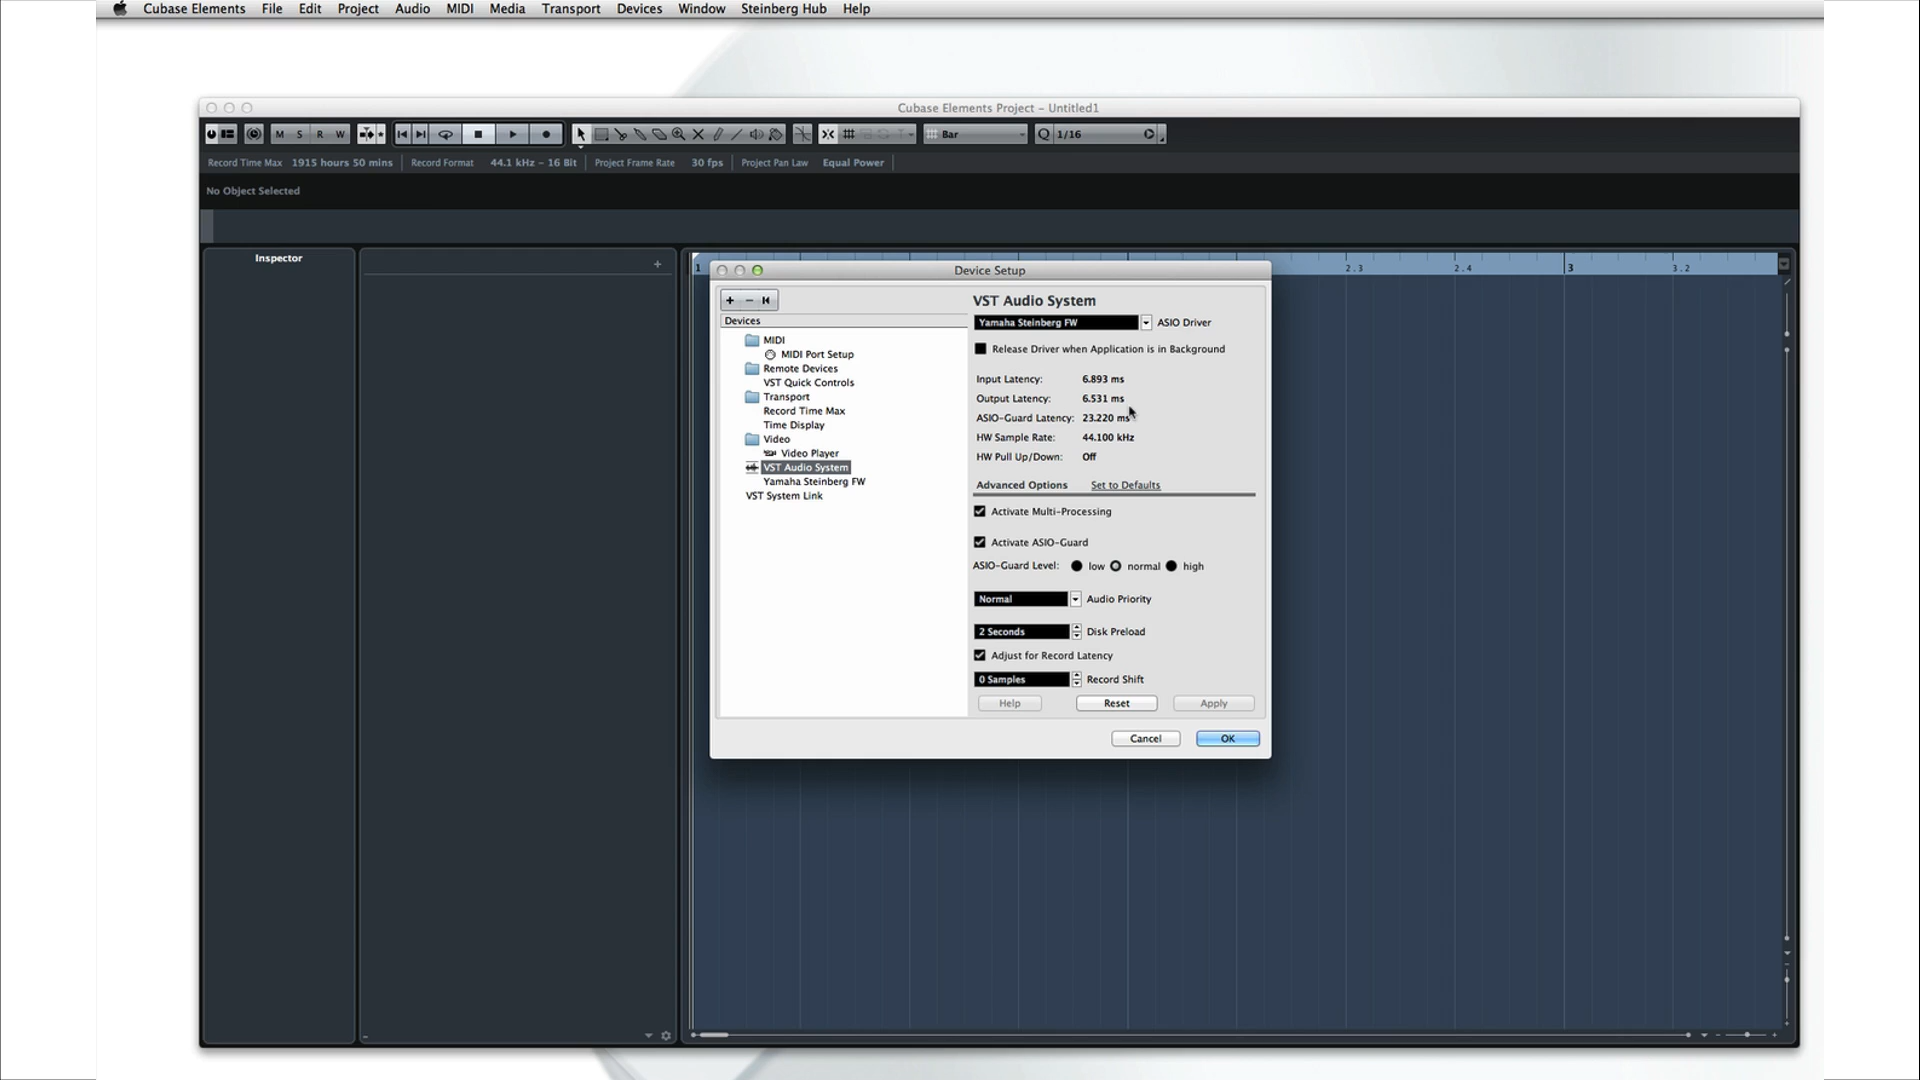 Cubase Elements File Edit Project Audio MIDI Media Transport Devices Window Steinberg Hub Help
Cubase Elements Project - Untitled1
M S R W Bar Q 1/16
Record Time Max 1915 hours 50 mins Record Format 44.1 kHz - 16 Bit Project Frame Rate 30 fps Project Pan Law Equal Power
No Object Selected
Inspector
1 2.3 2.4 3 3.2
Device Setup
Devices
MIDI
MIDI Port Setup
Remote Devices
VST Quick Controls
Transport
Record Time Max
Time Display
Video
Video Player
VST Audio System
Yamaha Steinberg FW
VST System Link
VST Audio System
Yamaha Steinberg FW ASIO Driver
Release Driver when Application is in Background
Input Latency: 6.893 ms
Output Latency: 6.531 ms
ASIO-Guard Latency: 23.220 ms
HW Sample Rate: 44.100 kHz
HW Pull Up/Down: Off
Advanced Options Set to Defaults
Activate Multi-Processing
Activate ASIO-Guard
ASIO-Guard Level: low normal high
Normal Audio Priority
2 Seconds Disk Preload
Adjust for Record Latency
0 Samples Record Shift
Help Reset Apply
Cancel OK